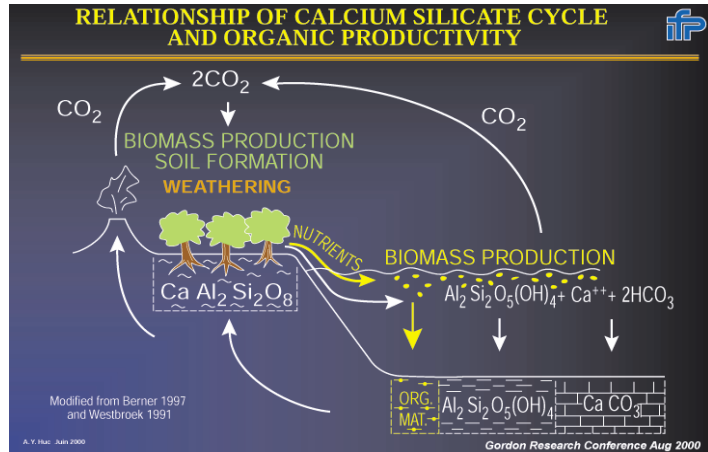 RELATIONSHIP OF CALCIUM SILICATE CYCLE
AND ORGANIC PRODUCTIVITY
ifp
2CO₂
CO₂
CO₂
BIOMASS PRODUCTION
SOIL FORMATION
WEATHERING
NUTRIENTS
BIOMASS PRODUCTION
Ca Al₂ Si₂O₈
Al₂ Si₂O₅(OH)₄+ Ca⁺⁺+ 2HCO₃
ORG.
MAT.
Al₂ Si₂O₅(OH)₄
Ca CO₃
Modified from Berner 1997
and Westbroek 1991
A. Y. Huc Juin 2000
Gordon Research Conference Aug 2000